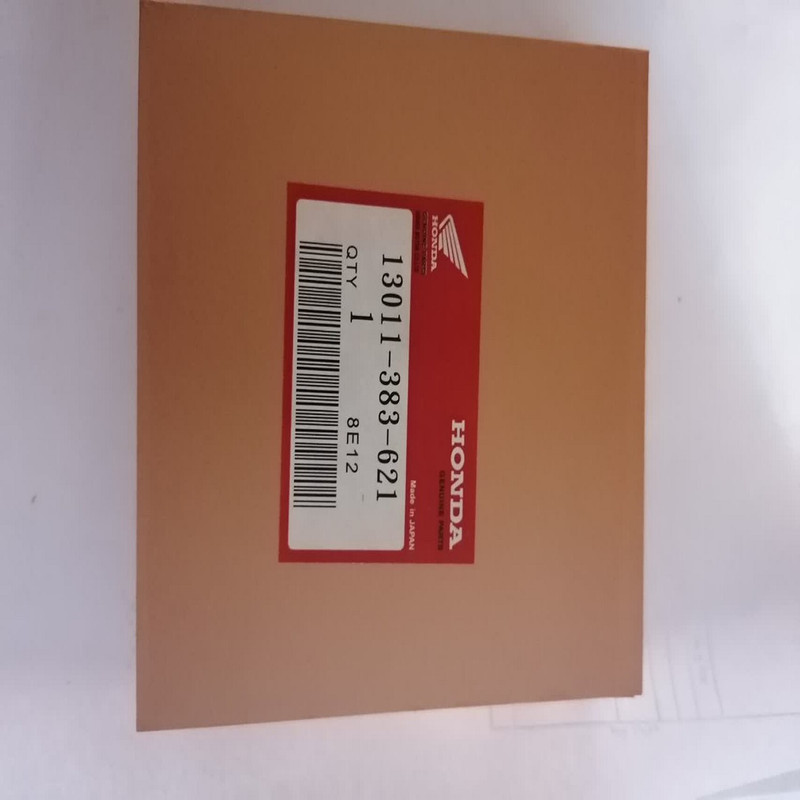 HONDA
HONDA
GENUINE PARTS
Made in JAPAN
13011-383-621
QTY 1 8E12